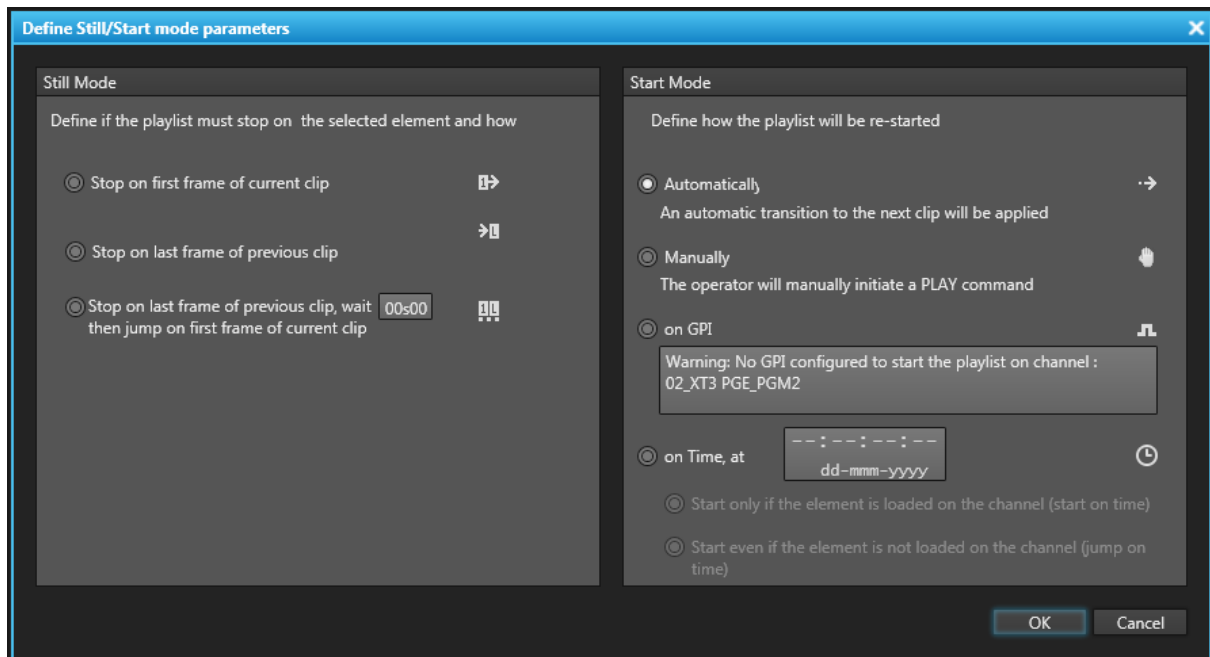 Define Still/Start mode parameters
Still Mode
Define if the playlist must stop on the selected element and how
Stop on first frame of current clip
Stop on last frame of previous clip
Stop on last frame of previous clip, wait 00s00
then jump on first frame of current clip
Start Mode
Define how the playlist will be re-started
Automatically
An automatic transition to the next clip will be applied
Manually
The operator will manually initiate a PLAY command
on GPI
Warning: No GPI configured to start the playlist on channel :
02_XT3 PGE_PGM2
on Time, at
--:--:--:--
dd-mmm-yyyy
Start only if the element is loaded on the channel (start on time)
Start even if the element is not loaded on the channel (jump on
time)
OK
Cancel